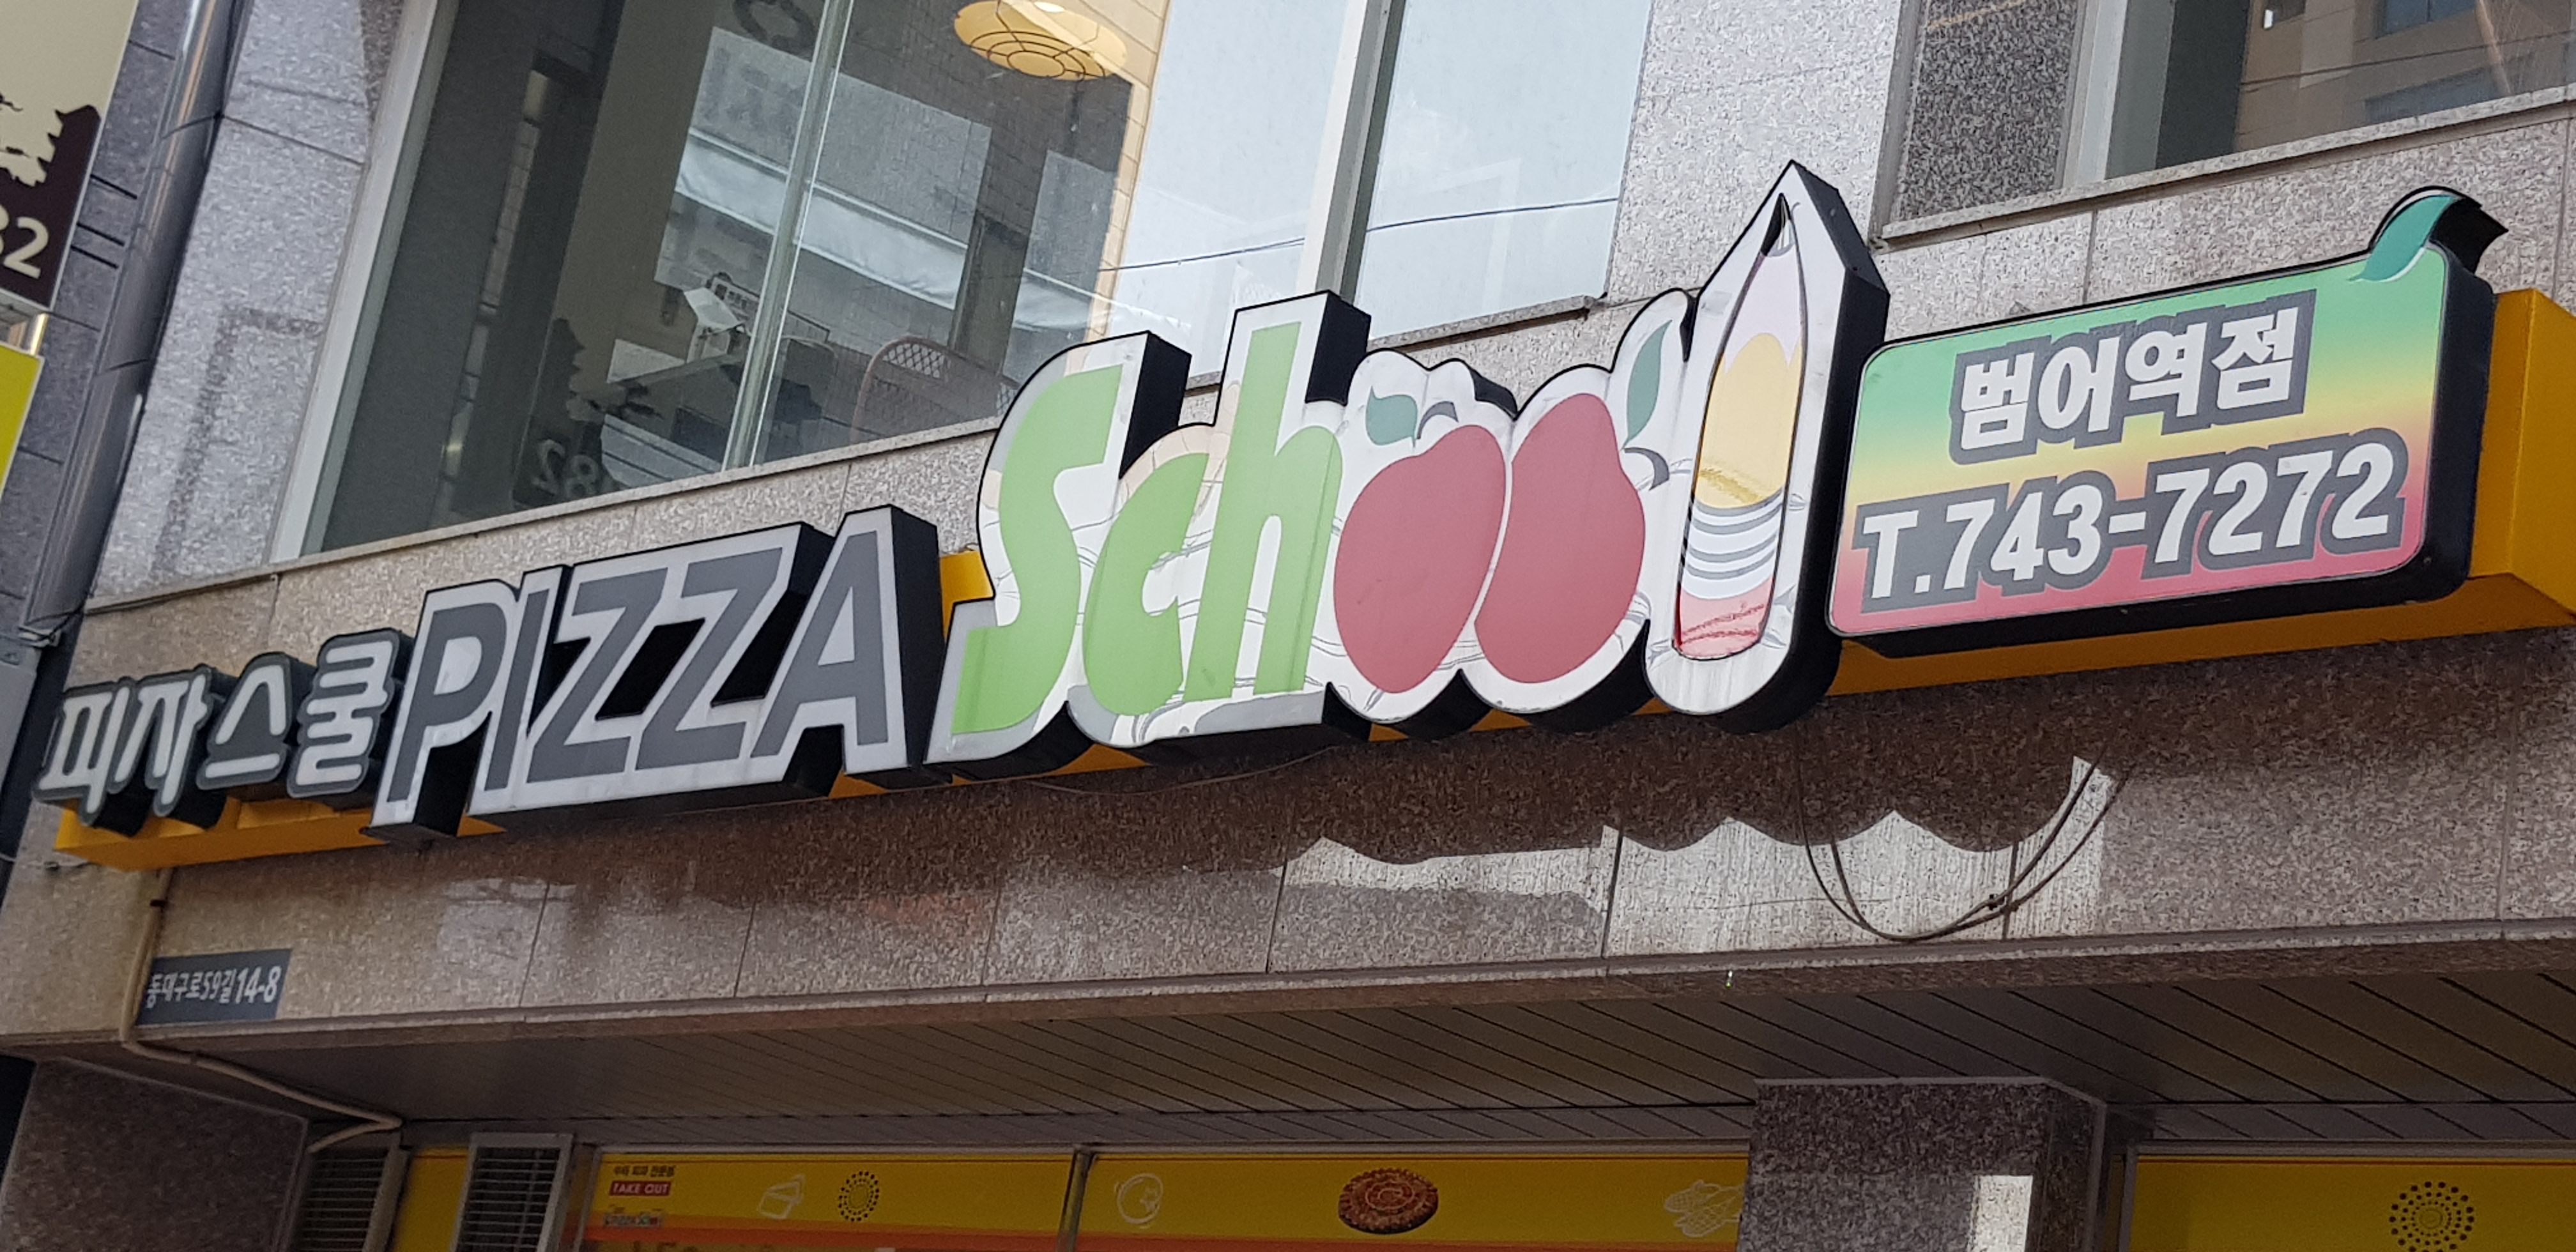 피자스쿨 PIZZA School
범어역점
T.743-7272
동대구로59길 14-8
TAKE OUT
32